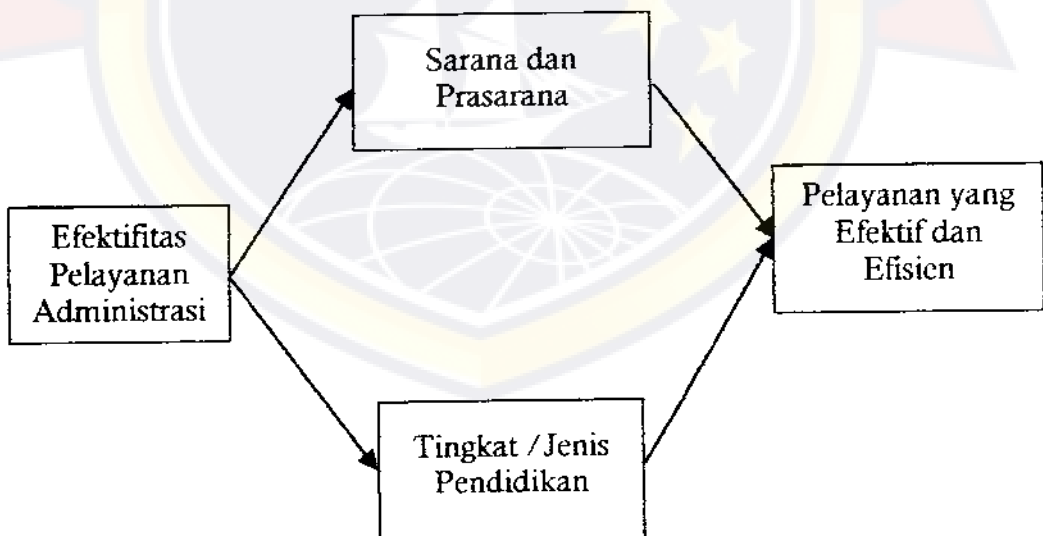 Sarana dan
Prasarana
Efektifitas
Pelayanan
Administrasi
Pelayanan yang
Efektif dan
Efisien
Tingkat / Jenis
Pendidikan